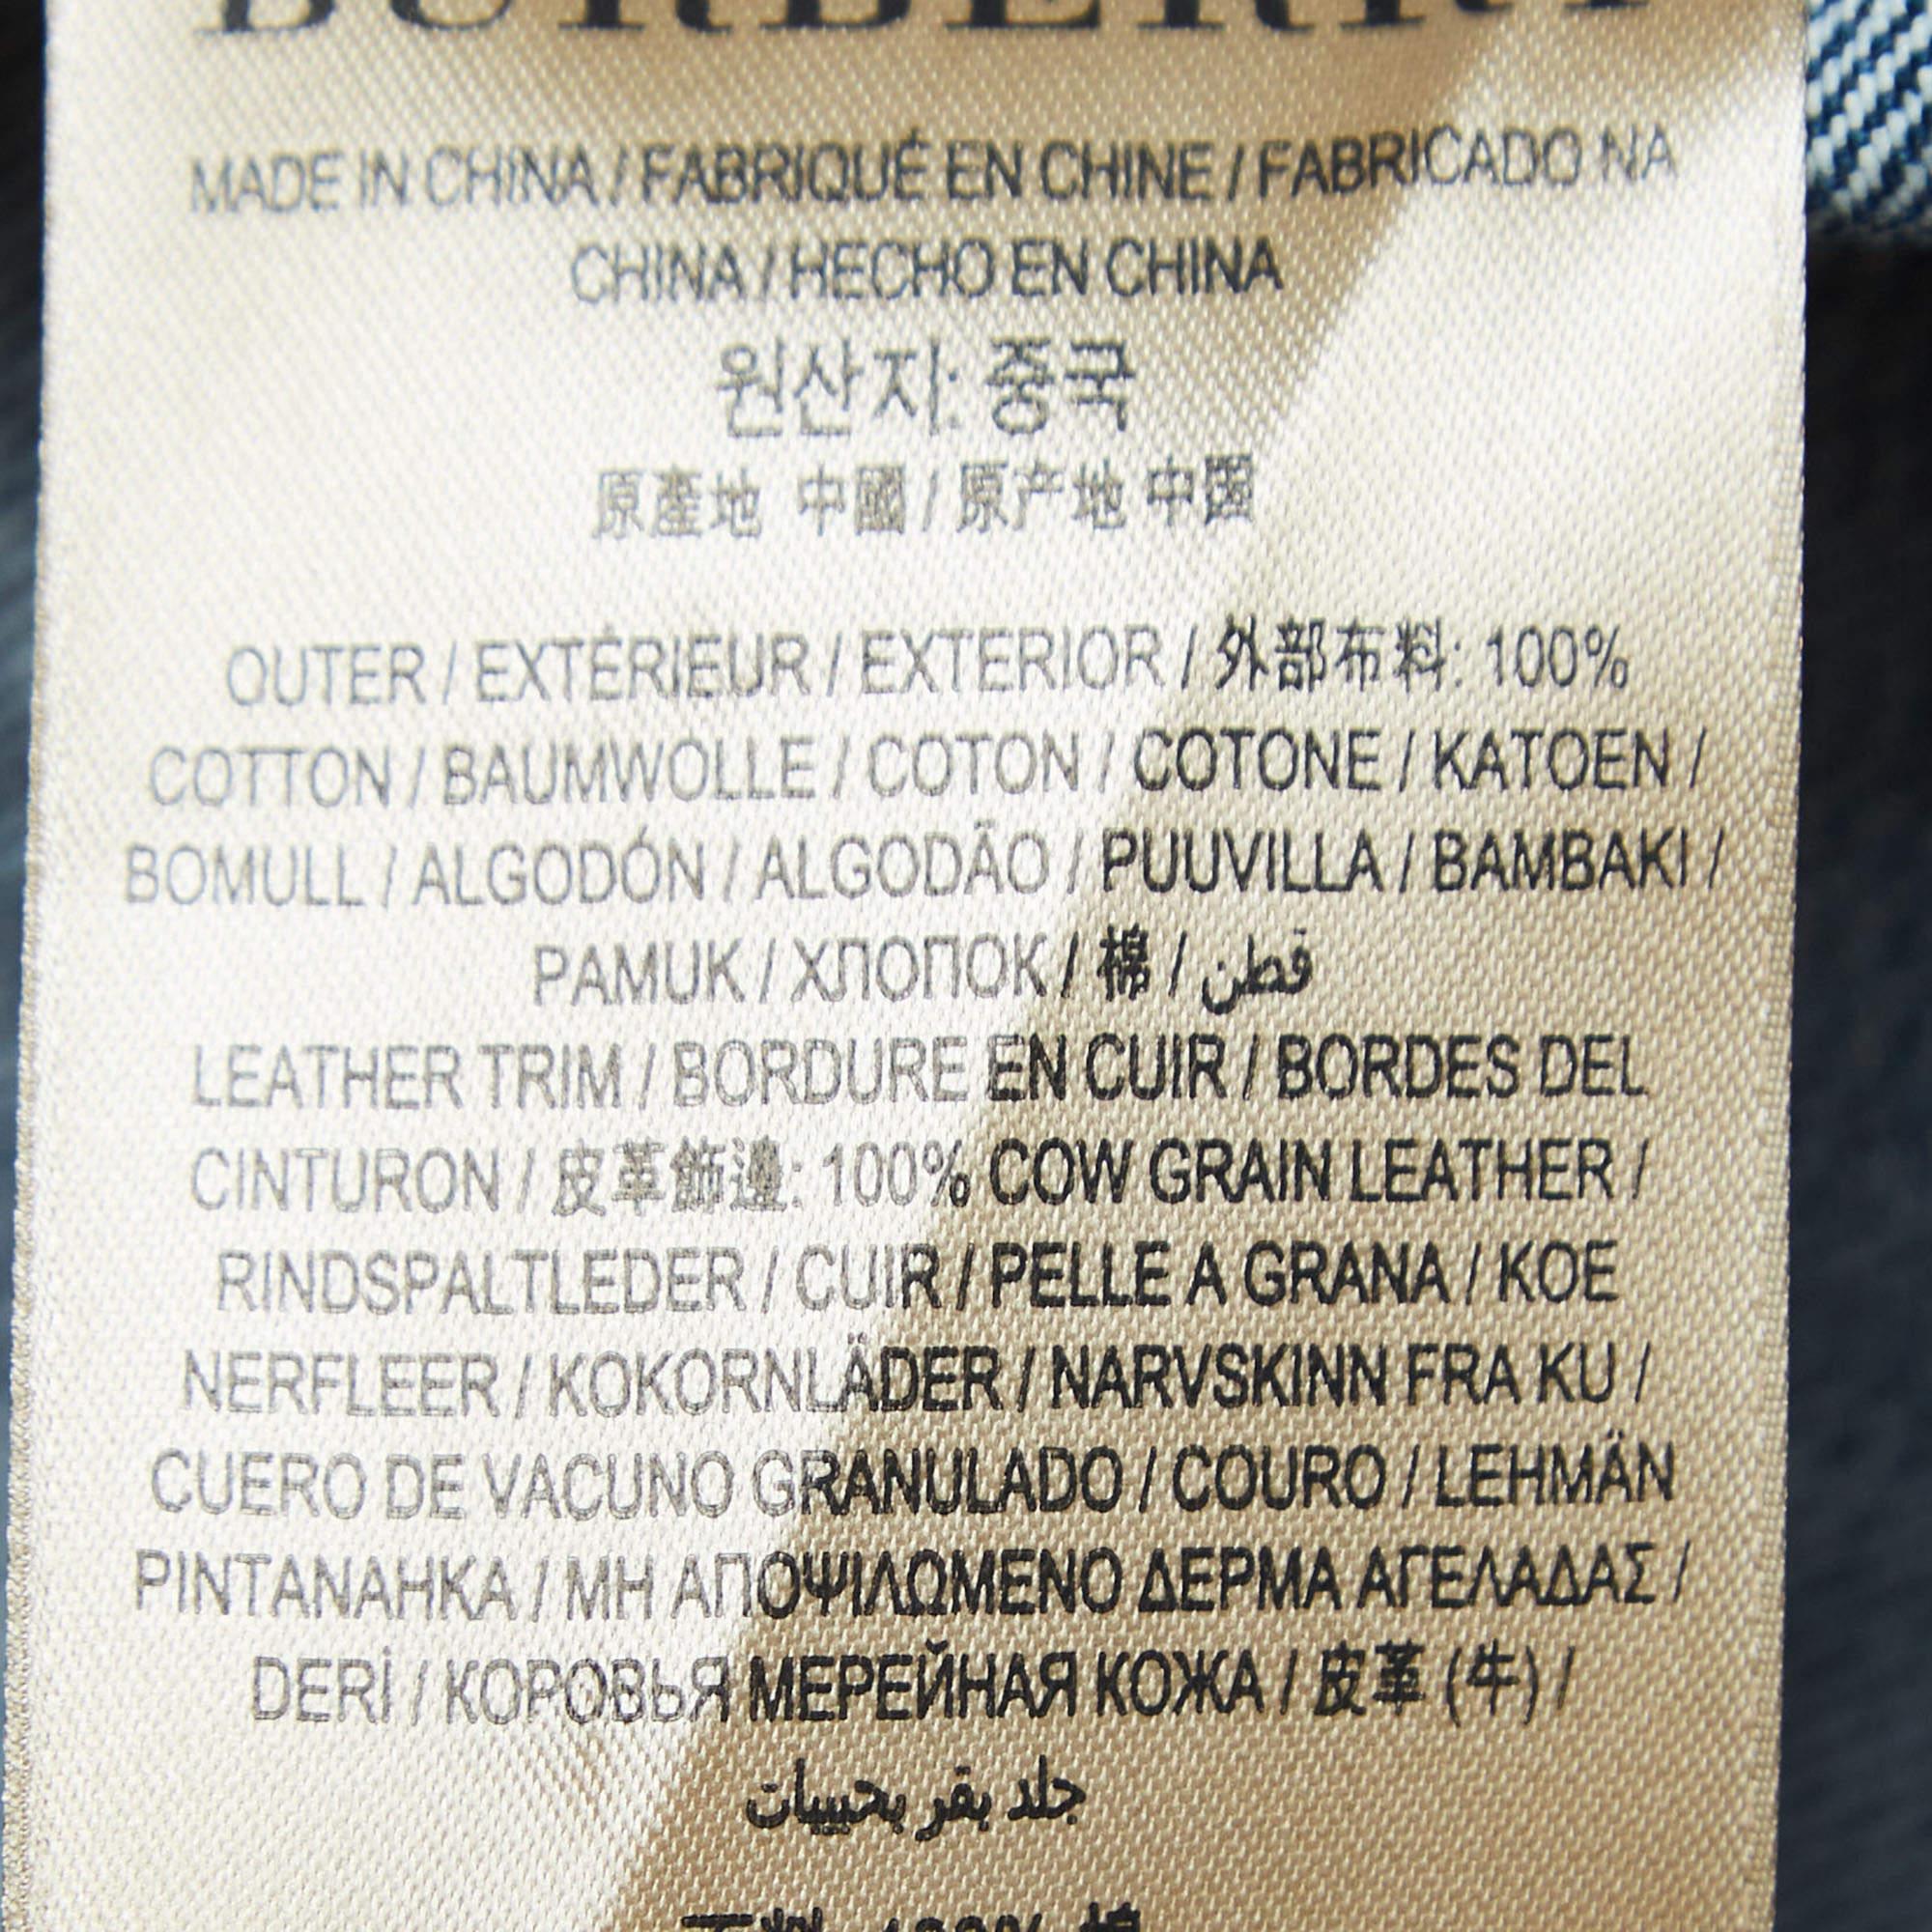 BURBERRY
MADE IN CHINA / FABRIQUÉ EN CHINE / FABRICADO NA
CHINA / HECHO EN CHINA
원산지: 중국
原產地 中國 / 原产地 中国
OUTER / EXTÉRIEUR / EXTERIOR / 外部布料: 100%
COTTON / BAUMWOLLE / COTON / COTONE / KATOEN /
BOMULL / ALGODÓN / ALGODÃO / PUUVILLA / BAMBAKI /
PAMUK / ХЛОПОК / 棉 / قطن
LEATHER TRIM / BORDURE EN CUIR / BORDES DEL
CINTURON / 皮革飾邊: 100% COW GRAIN LEATHER /
RINDSPALTLEDER / CUIR / PELLE A GRANA / KOE
NERFLEER / KOKORNLÄDER / NARVSKINN FRA KU /
CUERO DE VACUNO GRANULADO / COURO / LEHMÄN
PINTANAHKA / ΜΗ ΑΠΟΨΙΛΩΜΕΝΟ ΔΕΡΜΑ ΑΓΕΛΑΔΑΣ /
DERİ / КОРОВЬЯ МЕРЕЙНАЯ КОЖА / 皮革 (牛) /
جلد بقر بحبيبات
面料 100% 棉